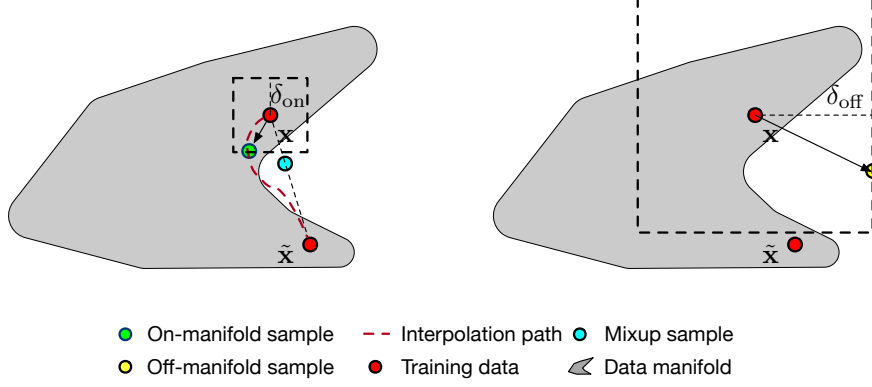 δon
x
x̃
δoff
x
x̃
On-manifold sample
Interpolation path
Mixup sample
Off-manifold sample
Training data
Data manifold